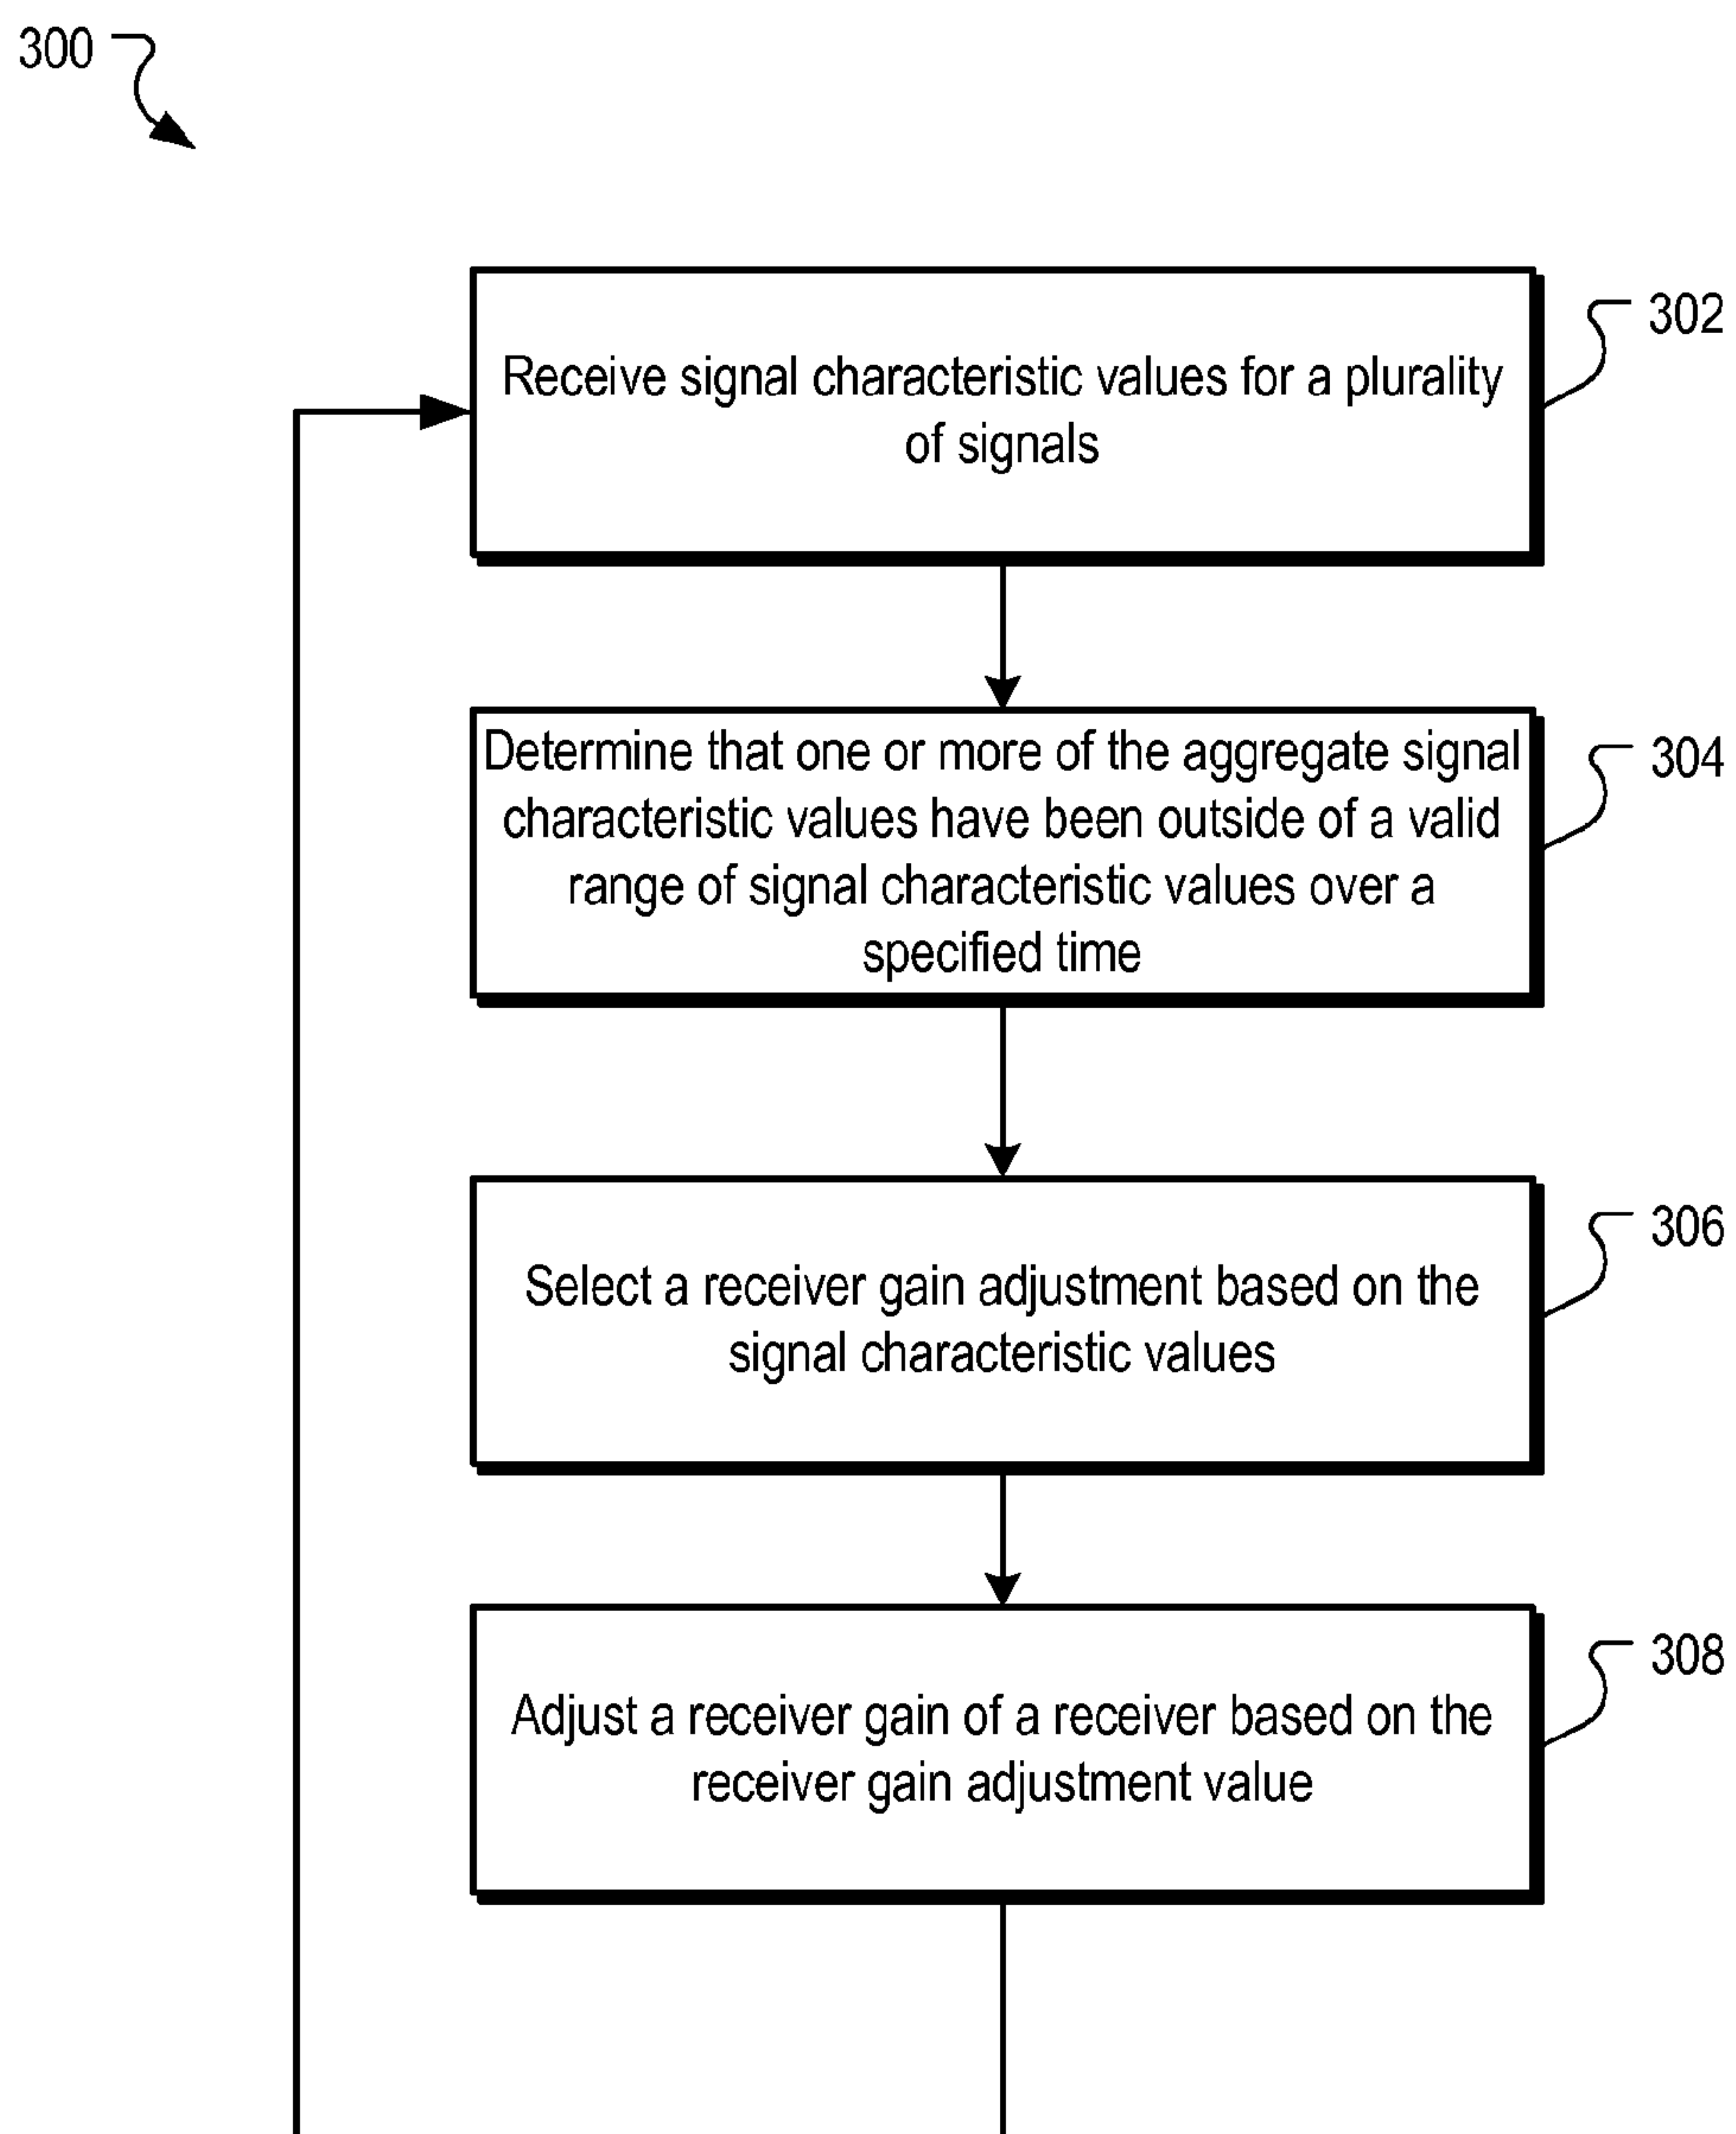 300
Receive signal characteristic values for a plurality
of signals
302
Determine that one or more of the aggregate signal
characteristic values have been outside of a valid
range of signal characteristic values over a
specified time
304
Select a receiver gain adjustment based on the
signal characteristic values
306
Adjust a receiver gain of a receiver based on the
receiver gain adjustment value
308